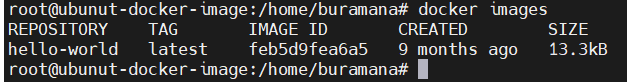 root@ubunut-docker-image:/home/buramana# docker images
REPOSITORY    TAG       IMAGE ID       CREATED        SIZE
hello-world   latest    feb5d9fea6a5   9 months ago   13.3kB
root@ubunut-docker-image:/home/buramana#